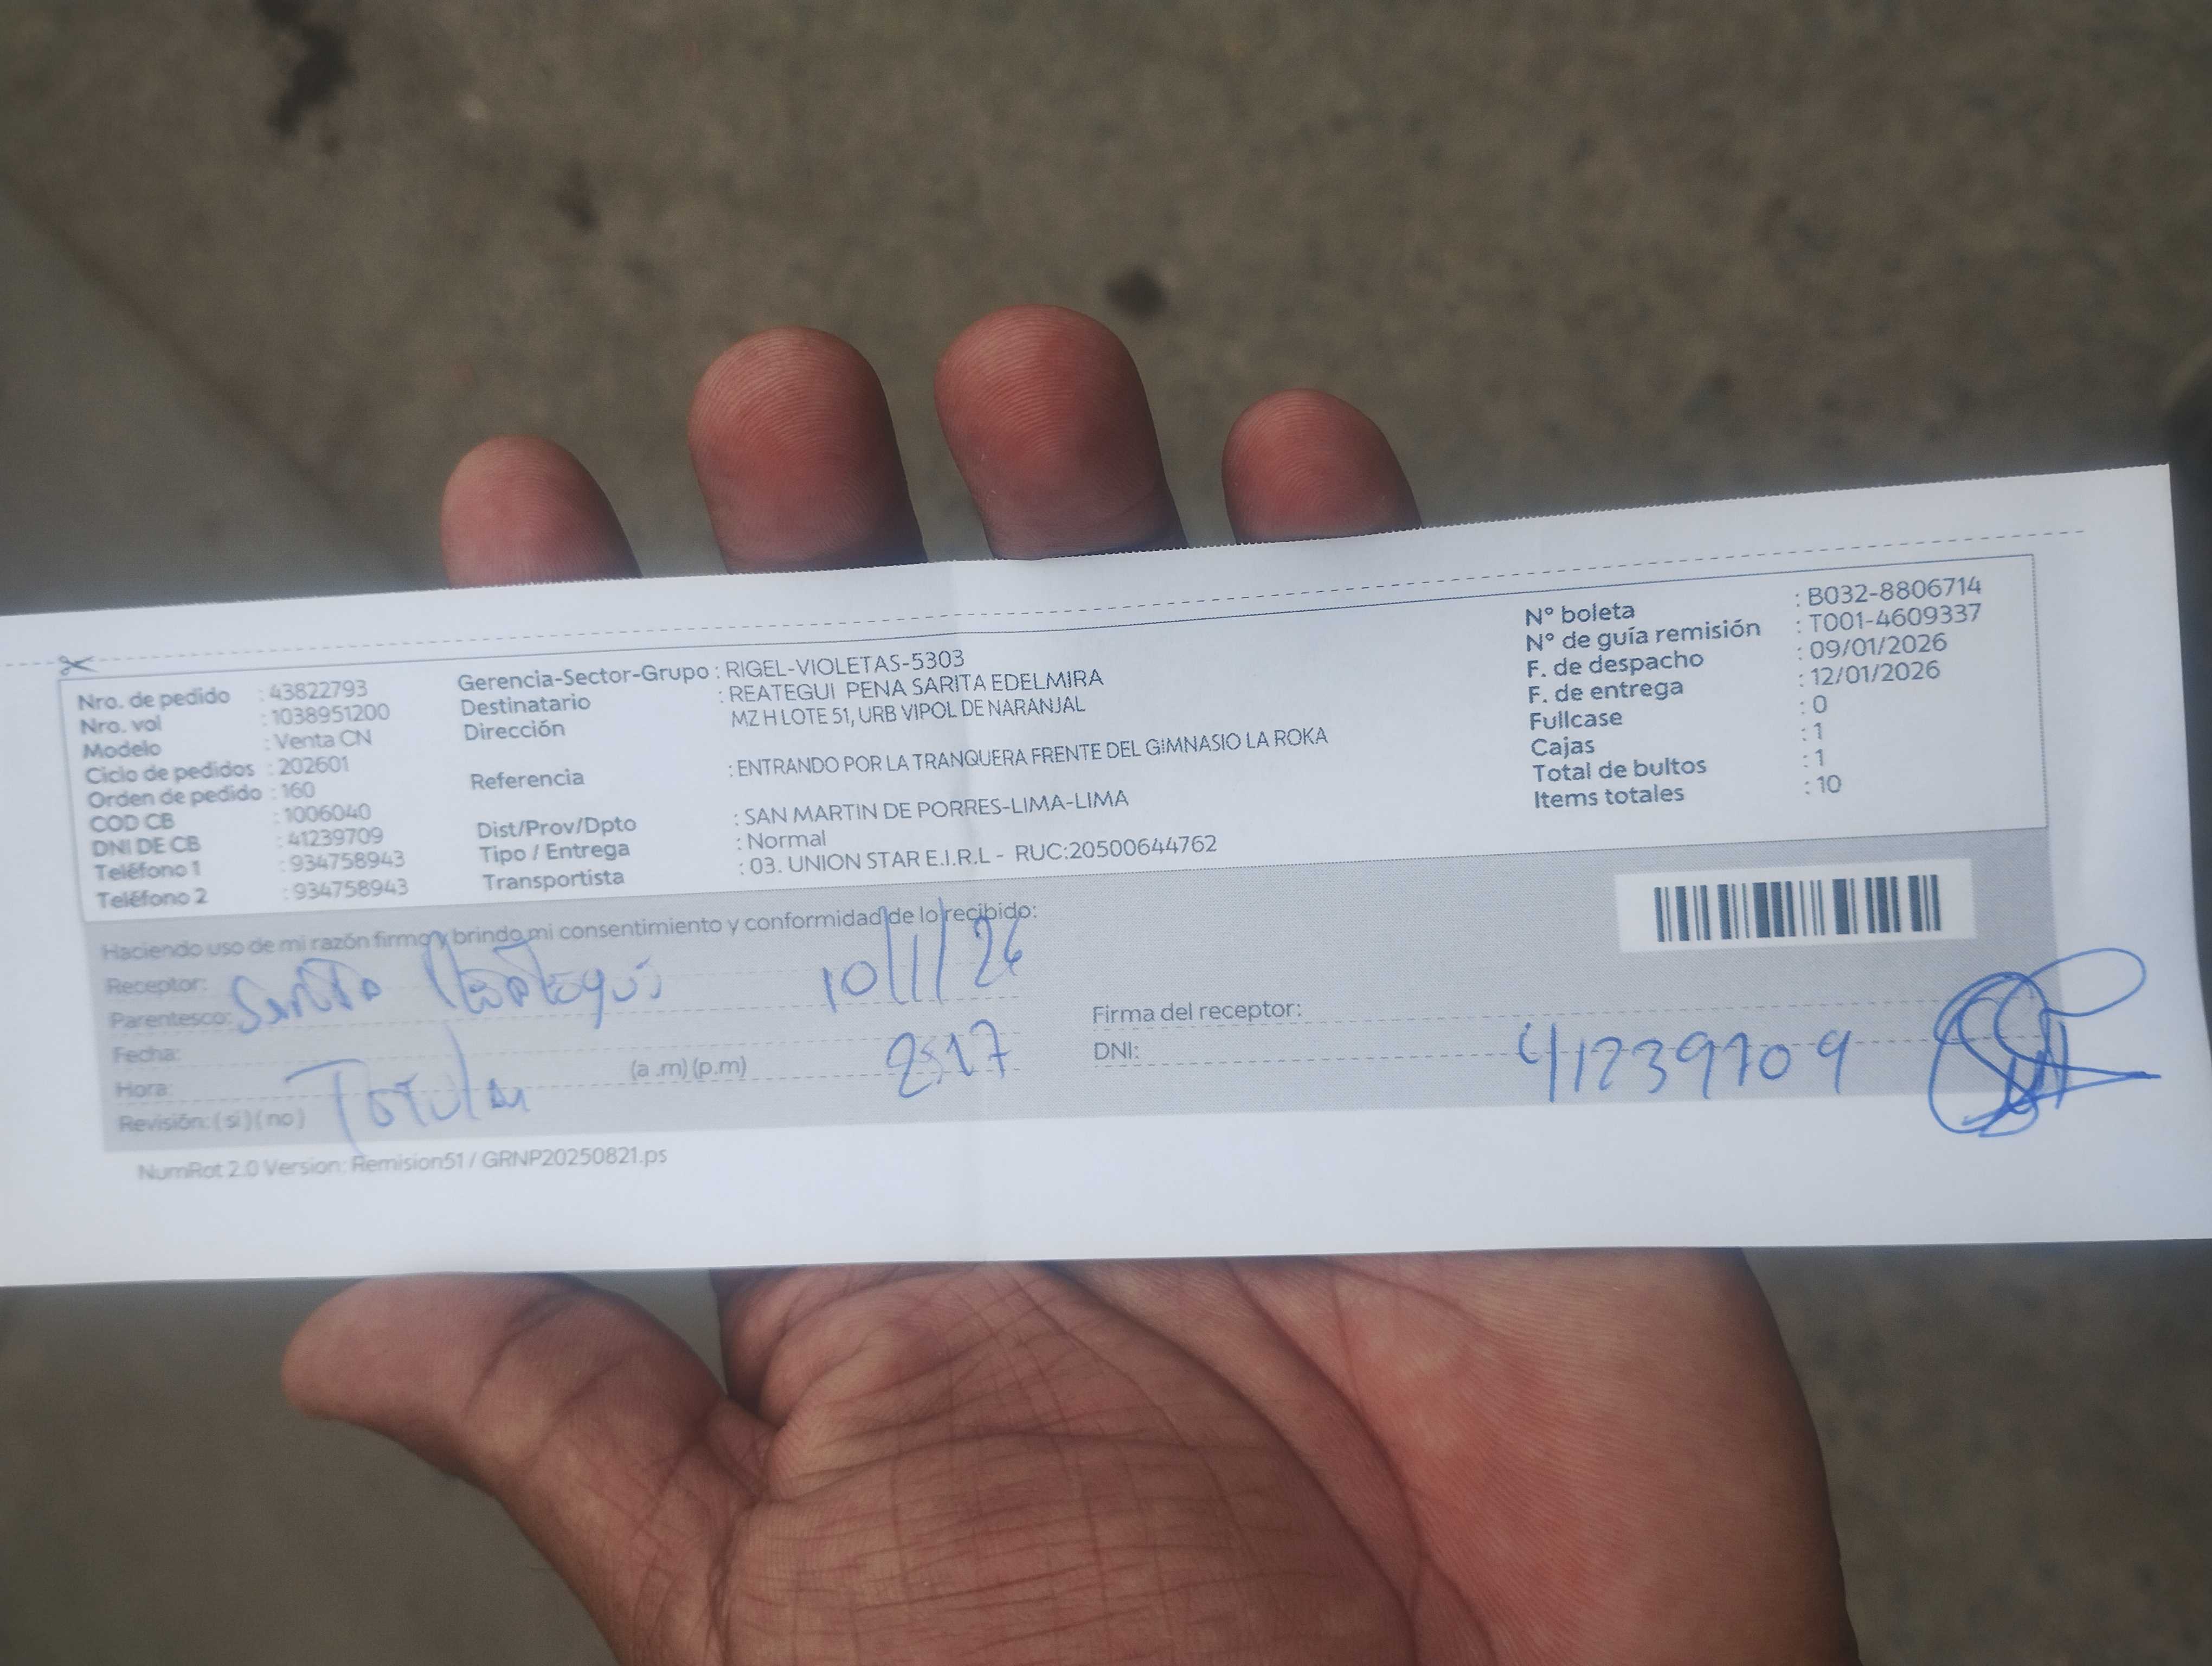 Nro. de pedido : 43822793
Nro. vol : 1038951200
Modelo : Venta CN
Ciclo de pedidos : 202601
Orden de pedido : 160
COD CB : 1006040
DNI DE CB : 41239709
Teléfono 1 : 934758943
Teléfono 2 : 934758943
Gerencia-Sector-Grupo : RIGEL-VIOLETAS-5303
Destinatario : REATEGUI PENA SARITA EDELMIRA
Dirección MZ H LOTE 51, URB VIPOL DE NARANJAL
Referencia : ENTRANDO POR LA TRANQUERA FRENTE DEL GIMNASIO LA ROKA
Dist/Prov/Dpto : SAN MARTIN DE PORRES-LIMA-LIMA
Tipo / Entrega : Normal
Transportista : 03. UNION STAR E.I.R.L - RUC:20500644762
N° boleta : B032-8806714
N° de guía remisión : T001-4609337
F. de despacho : 09/01/2026
F. de entrega : 12/01/2026
Fullcase : 0
Cajas : 1
Total de bultos : 1
Items totales : 10
Haciendo uso de mi razón firmo y brindo mi consentimiento y conformidad de lo recibido:
Receptor:
Parentesco:
10/1/26
Fecha:
Hora: (a .m) (p.m) 2:17
Revisión: ( si ) ( no )
Firma del receptor:
DNI: 41239709
NumRot 2.0 Version: Remision51 / GRNP20250821.ps